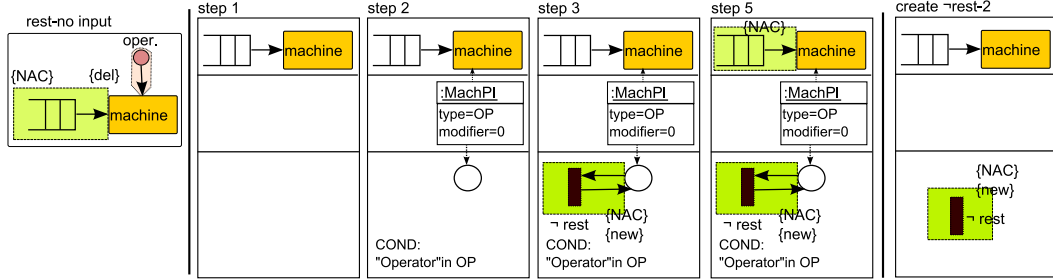 rest-no input
oper.
{NAC}
{del}
machine
step 1
machine
step 2
machine
:MachPl
type=OP
modifier=0
COND:
"Operator"in OP
step 3
machine
:MachPl
type=OP
modifier=0
¬ rest
{NAC}
{new}
COND:
"Operator"in OP
step 5
{NAC}
machine
:MachPl
type=OP
modifier=0
¬ rest
{NAC}
{new}
COND:
"Operator"in OP
create ¬rest-2
machine
{NAC}
{new}
¬ rest